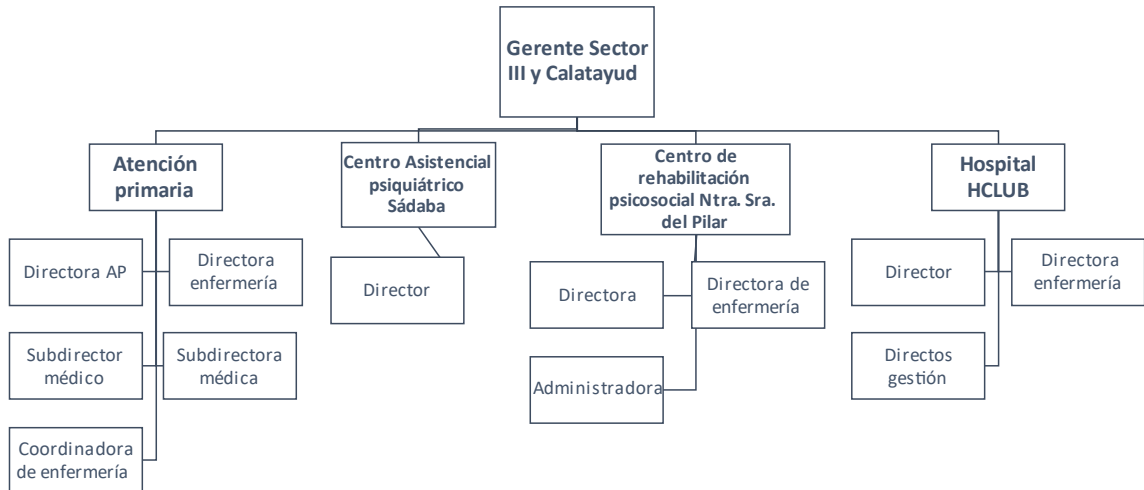 Gerente Sector
III y Calatayud
Atención
primaria
Centro Asistencial
psiquiátrico
Sádaba
Centro de
rehabilitación
psicosocial Ntra. Sra.
del Pilar
Hospital
HCLUB
Directora AP
Directora
enfermería
Director
Directora
Directora de
enfermería
Director
Directora
enfermería
Subdirector
médico
Subdirectora
médica
Administradora
Directos
gestión
Coordinadora
de enfermería